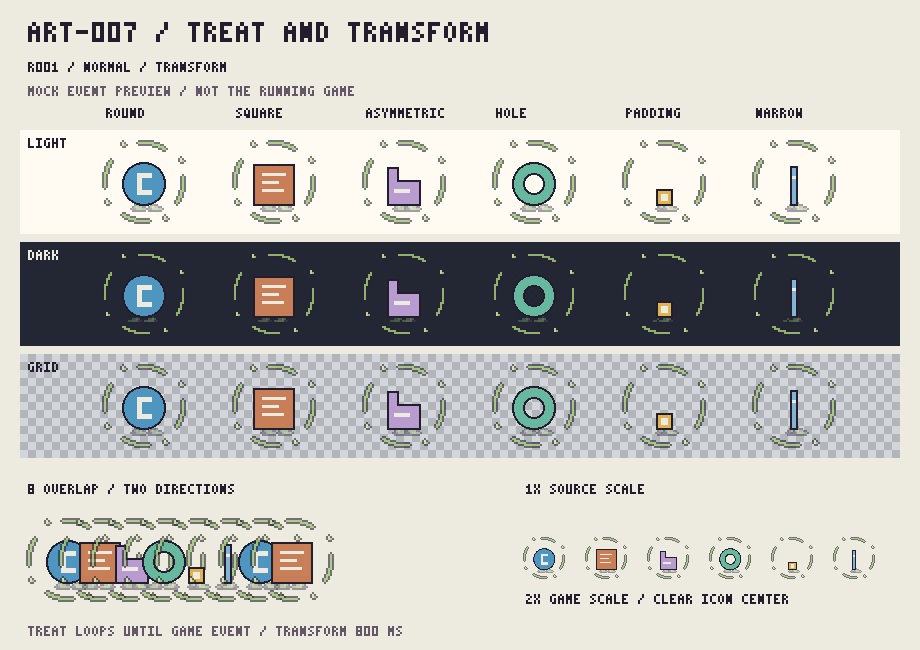 ART-007 / TREAT AND TRANSFORM
R001 / NORMAL / TRANSFORM
MOCK EVENT PREVIEW / NOT THE RUNNING GAME
ROUND SQUARE ASYMMETRIC HOLE PADDING NARROW
LIGHT
DARK
GRID
8 OVERLAP / TWO DIRECTIONS
1X SOURCE SCALE
2X GAME SCALE / CLEAR ICON CENTER
TREAT LOOPS UNTIL GAME EVENT / TRANSFORM 800 MS